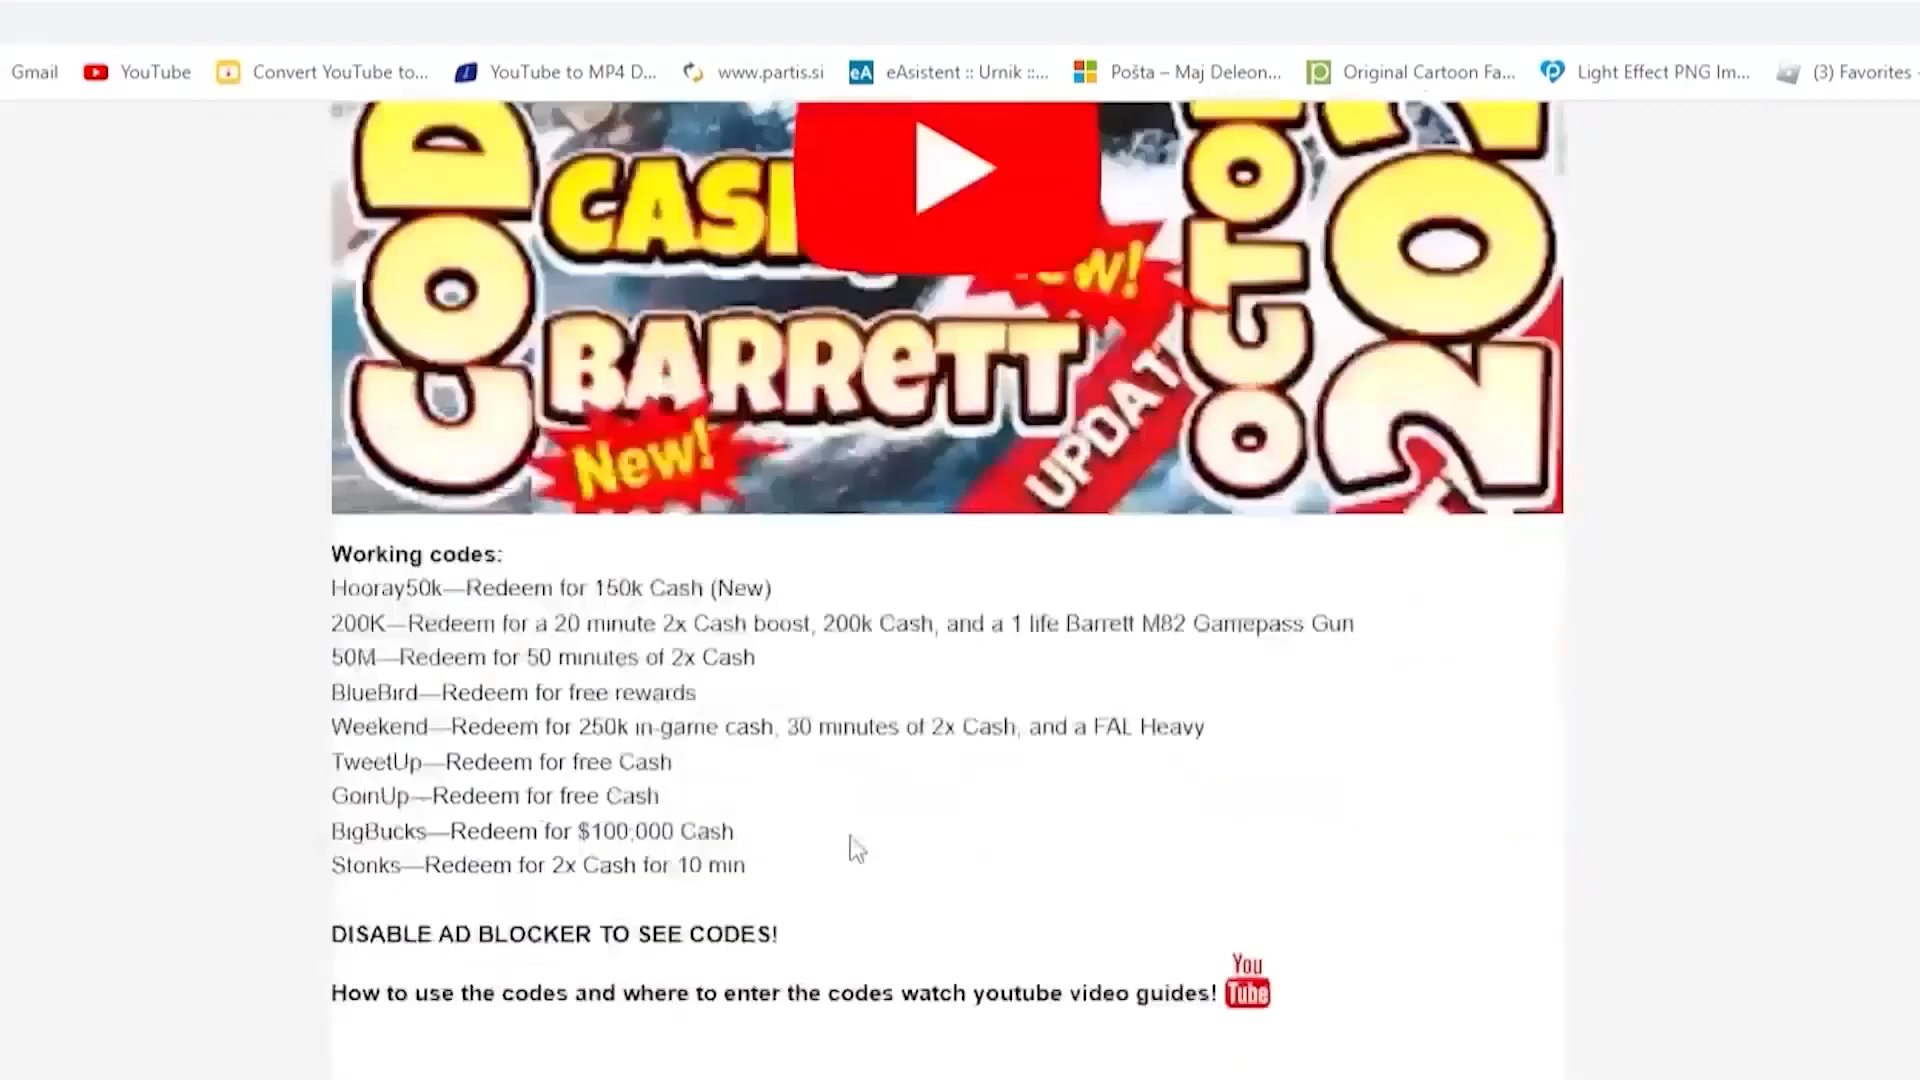 Gmail YouTube Convert YouTube to... YouTube to MP4 D... www.partis.si eA eAsistent :: Urnik ::... Pošta – Maj Deleon... Original Cartoon Fa... Light Effect PNG Im... (3) Favorites
COD
CAS
BARRETT
New!
UPDAT
OCTO
202
Working codes:
Hooray50k—Redeem for 150k Cash (New)
200K—Redeem for a 20 minute 2x Cash boost, 200k Cash, and a 1 life Barrett M82 Gamepass Gun
50M—Redeem for 50 minutes of 2x Cash
BlueBird—Redeem for free rewards
Weekend—Redeem for 250k in-game cash, 30 minutes of 2x Cash, and a FAL Heavy
TweetUp—Redeem for free Cash
GoinUp—Redeem for free Cash
BigBucks—Redeem for $100,000 Cash
Stonks—Redeem for 2x Cash for 10 min
DISABLE AD BLOCKER TO SEE CODES!
How to use the codes and where to enter the codes watch youtube video guides! You Tube